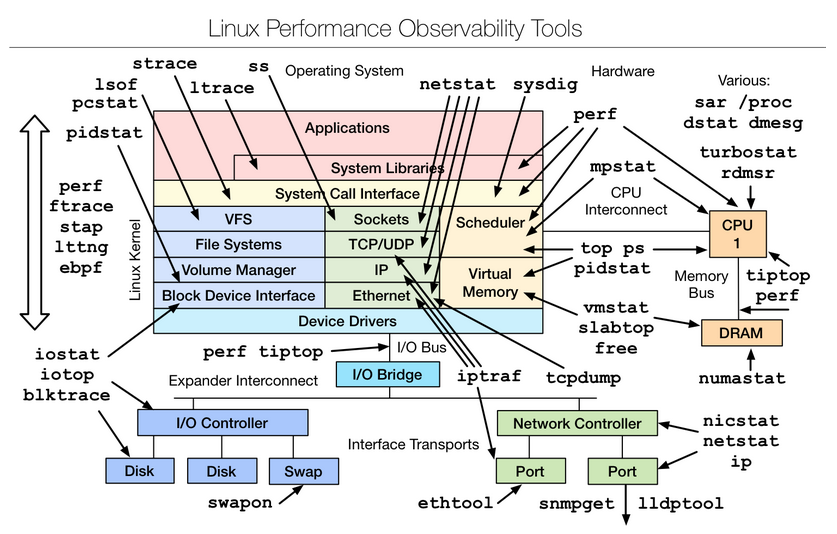 Linux Performance Observability Tools
strace
ss
Operating System
Hardware
Various:
lsof
pcstat
ltrace
netstat
sysdig
sar /proc
dstat dmesg
pidstat
perf
Applications
System Libraries
System Call Interface
turbostat
rdmsr
mpstat
CPU
Interconnect
perf
ftrace
stap
lttng
ebpf
Linux Kernel
VFS
Sockets
Scheduler
File Systems
TCP/UDP
Volume Manager
IP
Virtual
Memory
Block Device Interface
Ethernet
Device Drivers
CPU
1
top ps
pidstat
Memory
Bus
tiptop
perf
vmstat
slabtop
free
DRAM
numastat
iostat
iotop
blktrace
perf tiptop
I/O Bus
I/O Bridge
iptraf
tcpdump
Expander Interconnect
I/O Controller
Network Controller
nicstat
netstat
ip
Interface Transports
Disk
Disk
Swap
Port
Port
swapon
ethtool
snmpget
lldptool